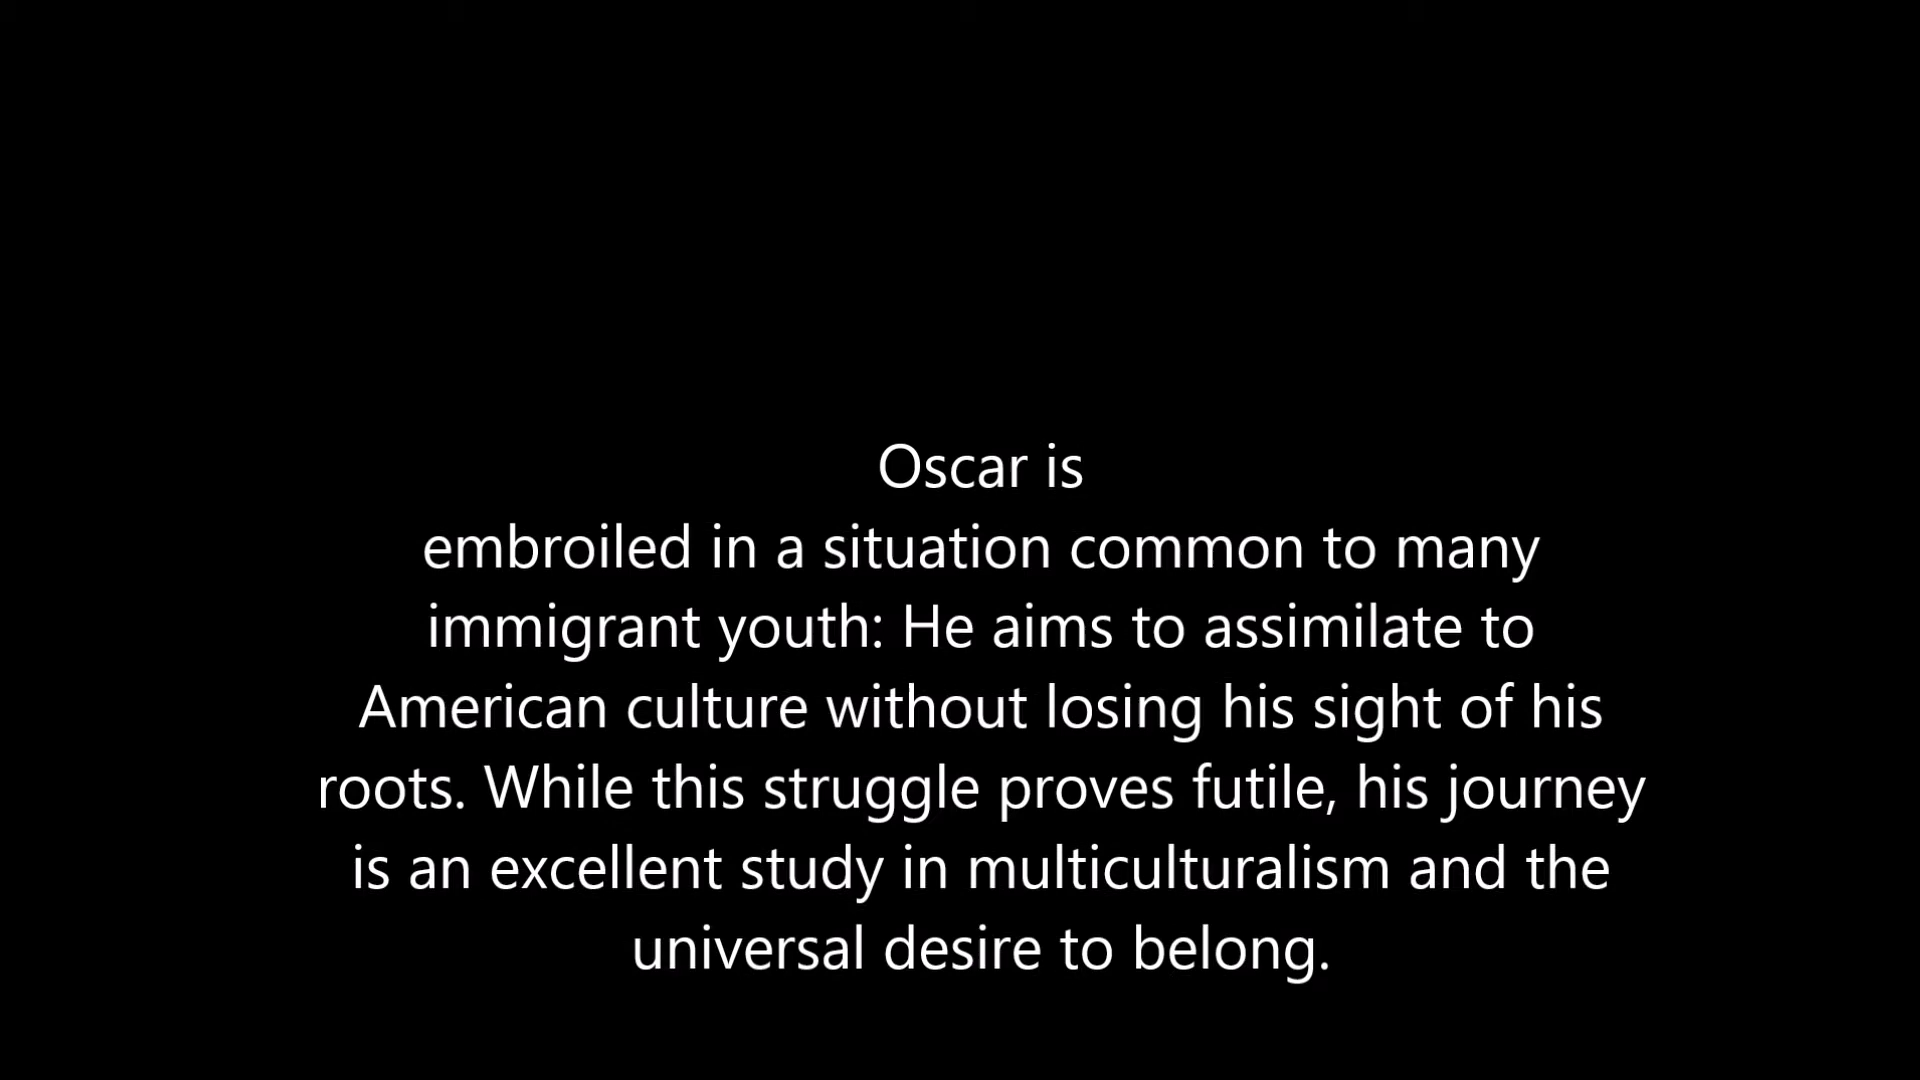 Oscar is
embroiled in a situation common to many
immigrant youth: He aims to assimilate to
American culture without losing his sight of his
roots. While this struggle proves futile, his journey
is an excellent study in multiculturalism and the
universal desire to belong.